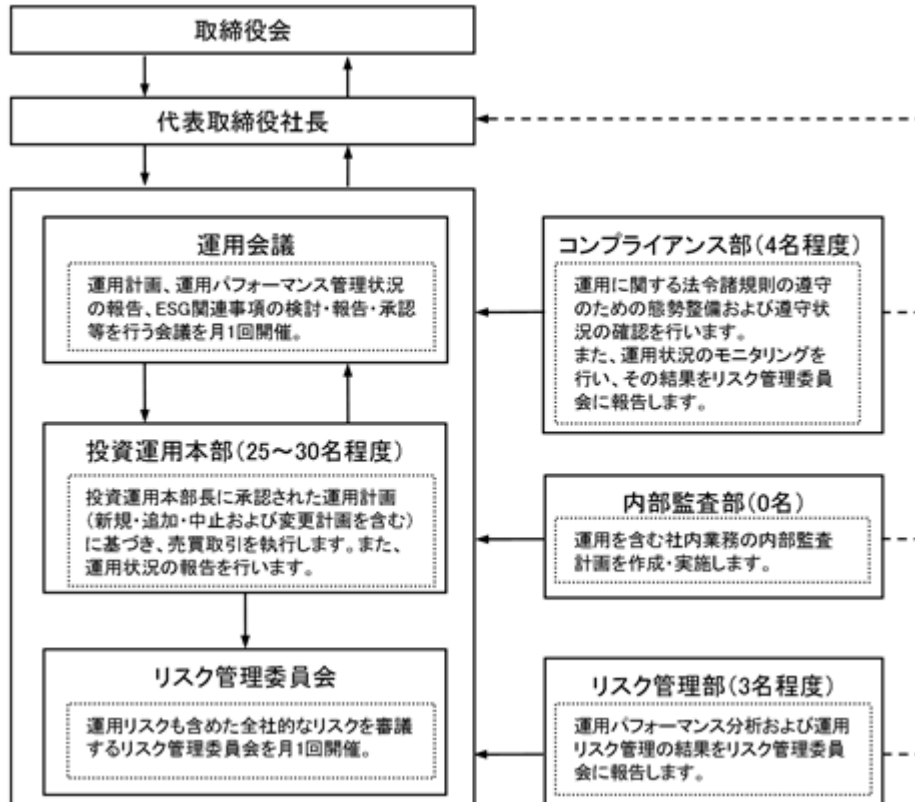 取締役会
代表取締役社長
運用会議
運用計画、運用パフォーマンス管理状況
の報告、ESG関連事項の検討・報告・承認
等を行う会議を月1回開催。
投資運用本部(25～30名程度)
投資運用本部長に承認された運用計画
(新規・追加・中止および変更計画を含む)
に基づき、売買取引を執行します。また、
運用状況の報告を行います。
リスク管理委員会
運用リスクも含めた全社的なリスクを審議
するリスク管理委員会を月1回開催。
コンプライアンス部(4名程度)
運用に関する法令諸規則の遵守
のための態勢整備および遵守状
況の確認を行います。
また、運用状況のモニタリングを
行い、その結果をリスク管理委員
会に報告します。
内部監査部(0名)
運用を含む社内業務の内部監査
計画を作成・実施します。
リスク管理部(3名程度)
運用パフォーマンス分析および運用
リスク管理の結果をリスク管理委員
会に報告します。